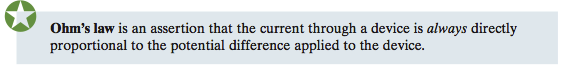 Ohm’s law is an assertion that the current through a device is always directly
proportional to the potential difference applied to the device.